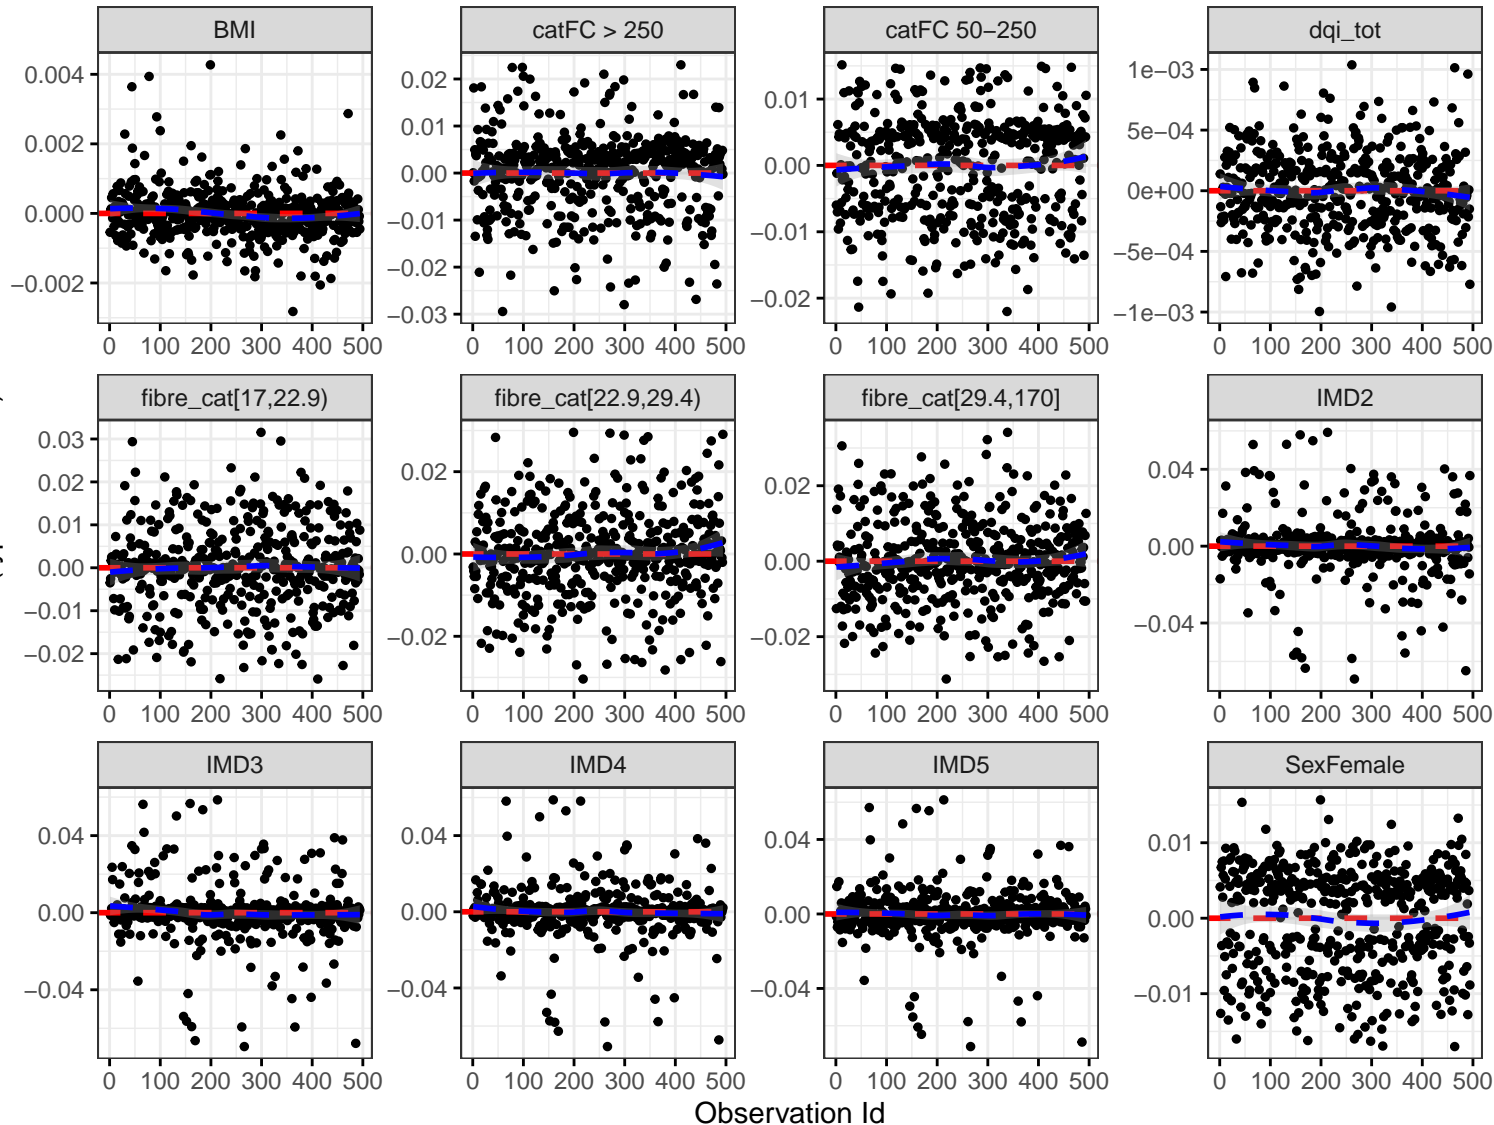 BMI
catFC > 250
catFC 50−250
dqi_tot
0.004
0.002
0.000
−0.002
0.02
0.01
0.00
−0.01
−0.02
−0.03
0.01
0.00
−0.01
−0.02
1e−03
5e−04
0e+00
−5e−04
−1e−03
0 100 200 300 400 500
0 100 200 300 400 500
0 100 200 300 400 500
0 100 200 300 400 500
fibre_cat[17,22.9)
fibre_cat[22.9,29.4)
fibre_cat[29.4,170]
IMD2
0.03
0.02
0.01
0.00
−0.01
−0.02
0.02
0.00
−0.02
0.02
0.00
−0.02
0.04
0.00
−0.04
0 100 200 300 400 500
0 100 200 300 400 500
0 100 200 300 400 500
0 100 200 300 400 500
IMD3
IMD4
IMD5
SexFemale
0.04
0.00
−0.04
0.04
0.00
−0.04
0.04
0.00
−0.04
0.01
0.00
−0.01
0 100 200 300 400 500
0 100 200 300 400 500
0 100 200 300 400 500
0 100 200 300 400 500
Observation Id